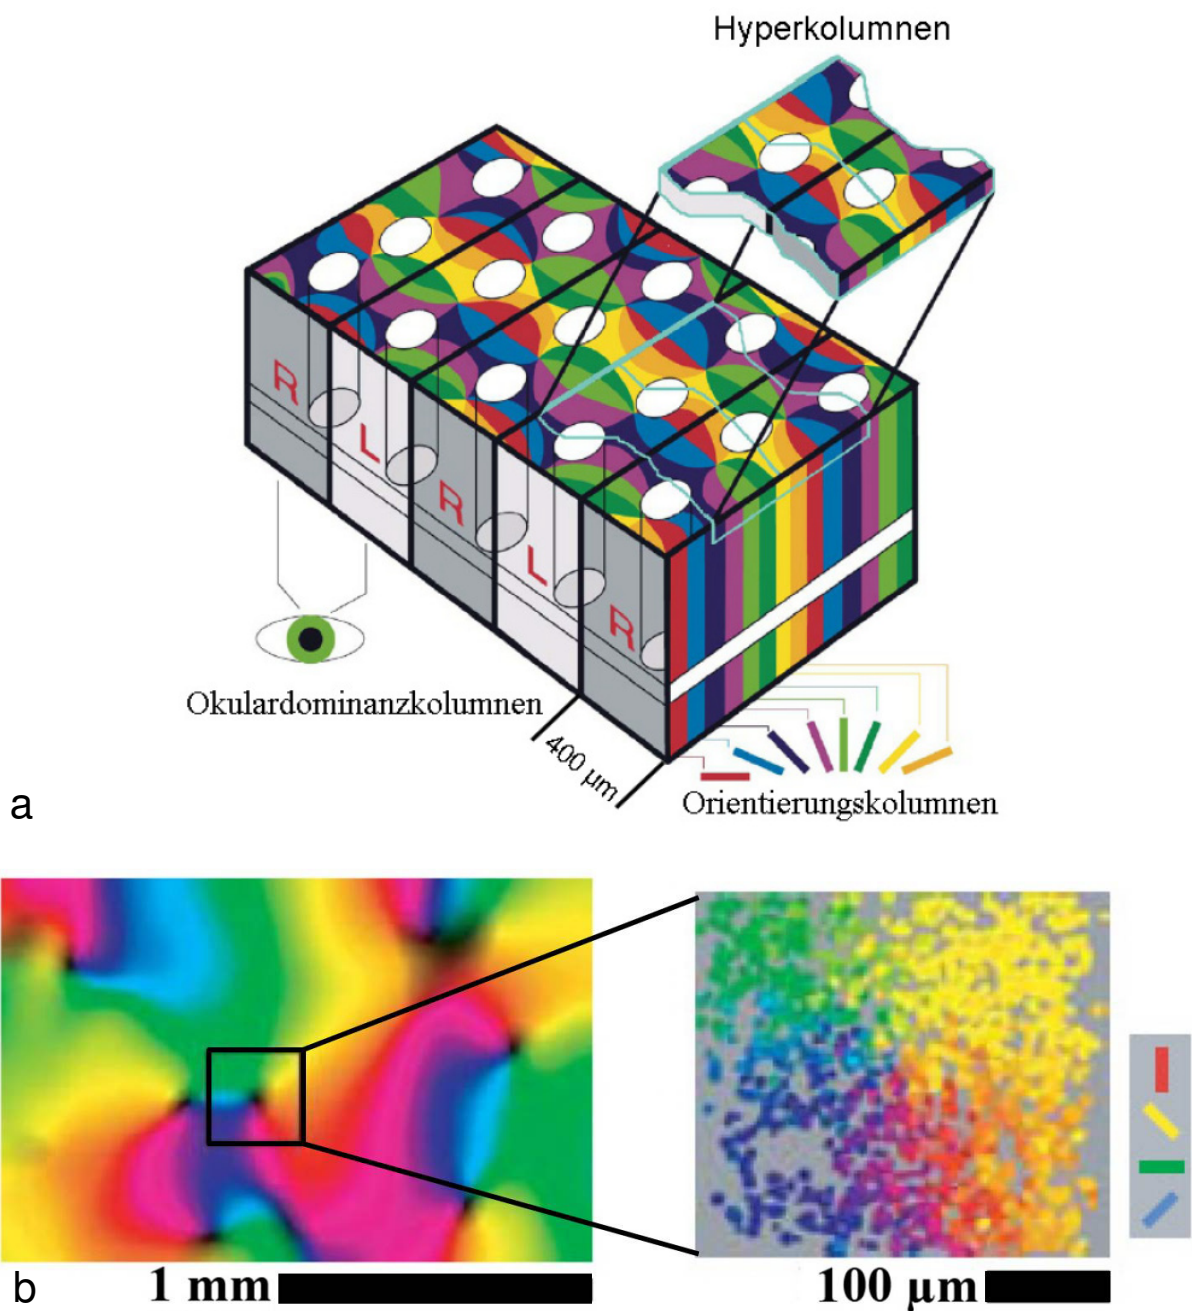 Hyperkolumnen
R
L
R
L
R
Okulardominanzkolumnen
400 µm
Orientierungskolumnen
a
b
1 mm
100 µm